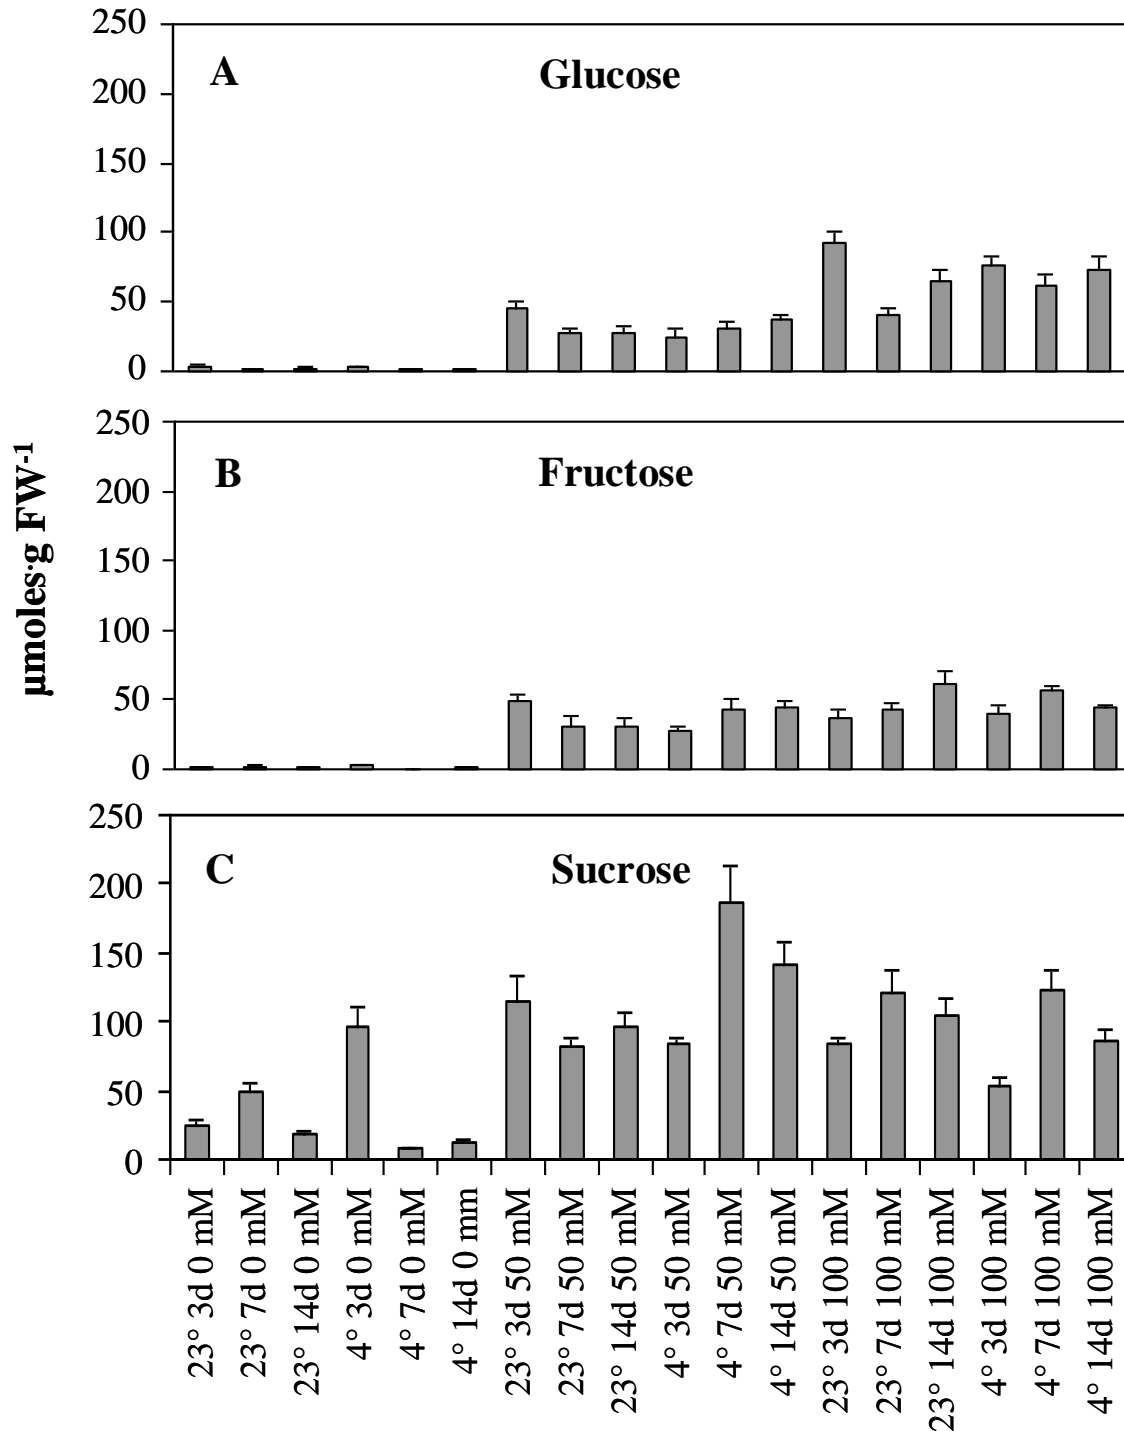 250
A Glucose
200
150
100
50
0
250
B Fructose
200
150
100
50
0
250
C Sucrose
200
150
100
50
0
µmoles·g FW-1
23° 3d 0 mM
23° 7d 0 mM
23° 14d 0 mM
4° 3d 0 mM
4° 7d 0 mM
4° 14d 0 mm
23° 3d 50 mM
23° 7d 50 mM
23° 14d 50 mM
4° 3d 50 mM
4° 7d 50 mM
4° 14d 50 mM
23° 3d 100 mM
23° 7d 100 mM
23° 14d 100 mM
4° 3d 100 mM
4° 7d 100 mM
4° 14d 100 mM